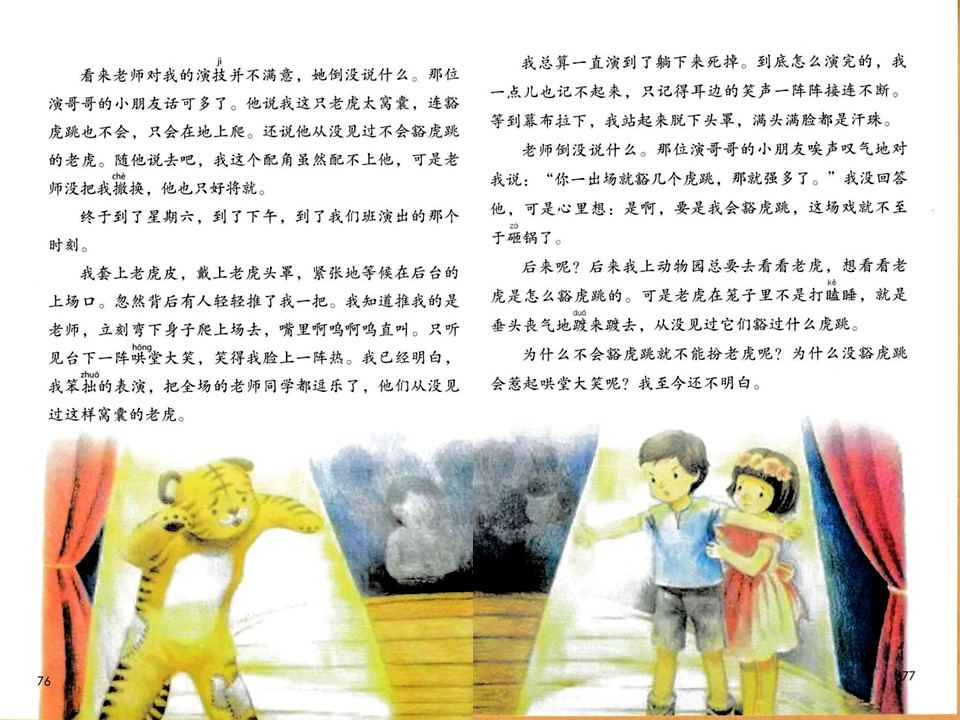 jì
看来老师对我的演技并不满意，她倒没说什么。那位
演哥哥的小朋友话可多了。他说我这只老虎太窝囊，连豁
虎跳也不会，只会在地上爬。还说他从没见过不会豁虎跳
的老虎。随他说去吧，我这个配角虽然配不上他，可是老
chè
师没把我撤换，他也只好将就。
终于到了星期六，到了下午，到了我们班演出的那个
时刻。
我套上老虎皮，戴上老虎头罩，紧张地等候在后台的
上场口。忽然背后有人轻轻推了我一把。我知道推我的是
老师，立刻弯下身子爬上场去，嘴里啊呜啊呜直叫。只听
hōng
见台下一阵哄堂大笑，笑得我脸上一阵热。我已经明白，
zhuō
我笨拙的表演，把全场的老师同学都逗乐了，他们从没见
过这样窝囊的老虎。
76
我总算一直演到了躺下来死掉。到底怎么演完的，我
一点儿也记不起来，只记得耳边的笑声一阵阵接连不断。
等到幕布拉下，我站起来脱下头罩，满头满脸都是汗珠。
老师倒没说什么。那位演哥哥的小朋友唉声叹气地对
我说：“你一出场就豁几个虎跳，那就强多了。”我没回答
他，可是心里想：是啊，要是我会豁虎跳，这场戏就不至
zá
于砸锅了。
后来呢？后来我上动物园总要去看看老虎，想看看老
kē
虎是怎么豁虎跳的。可是老虎在笼子里不是打瞌睡，就是
duó
垂头丧气地踱来踱去，从没见过它们豁过什么虎跳。
为什么不会豁虎跳就不能扮老虎呢？为什么没豁虎跳
会惹起哄堂大笑呢？我至今还不明白。
77